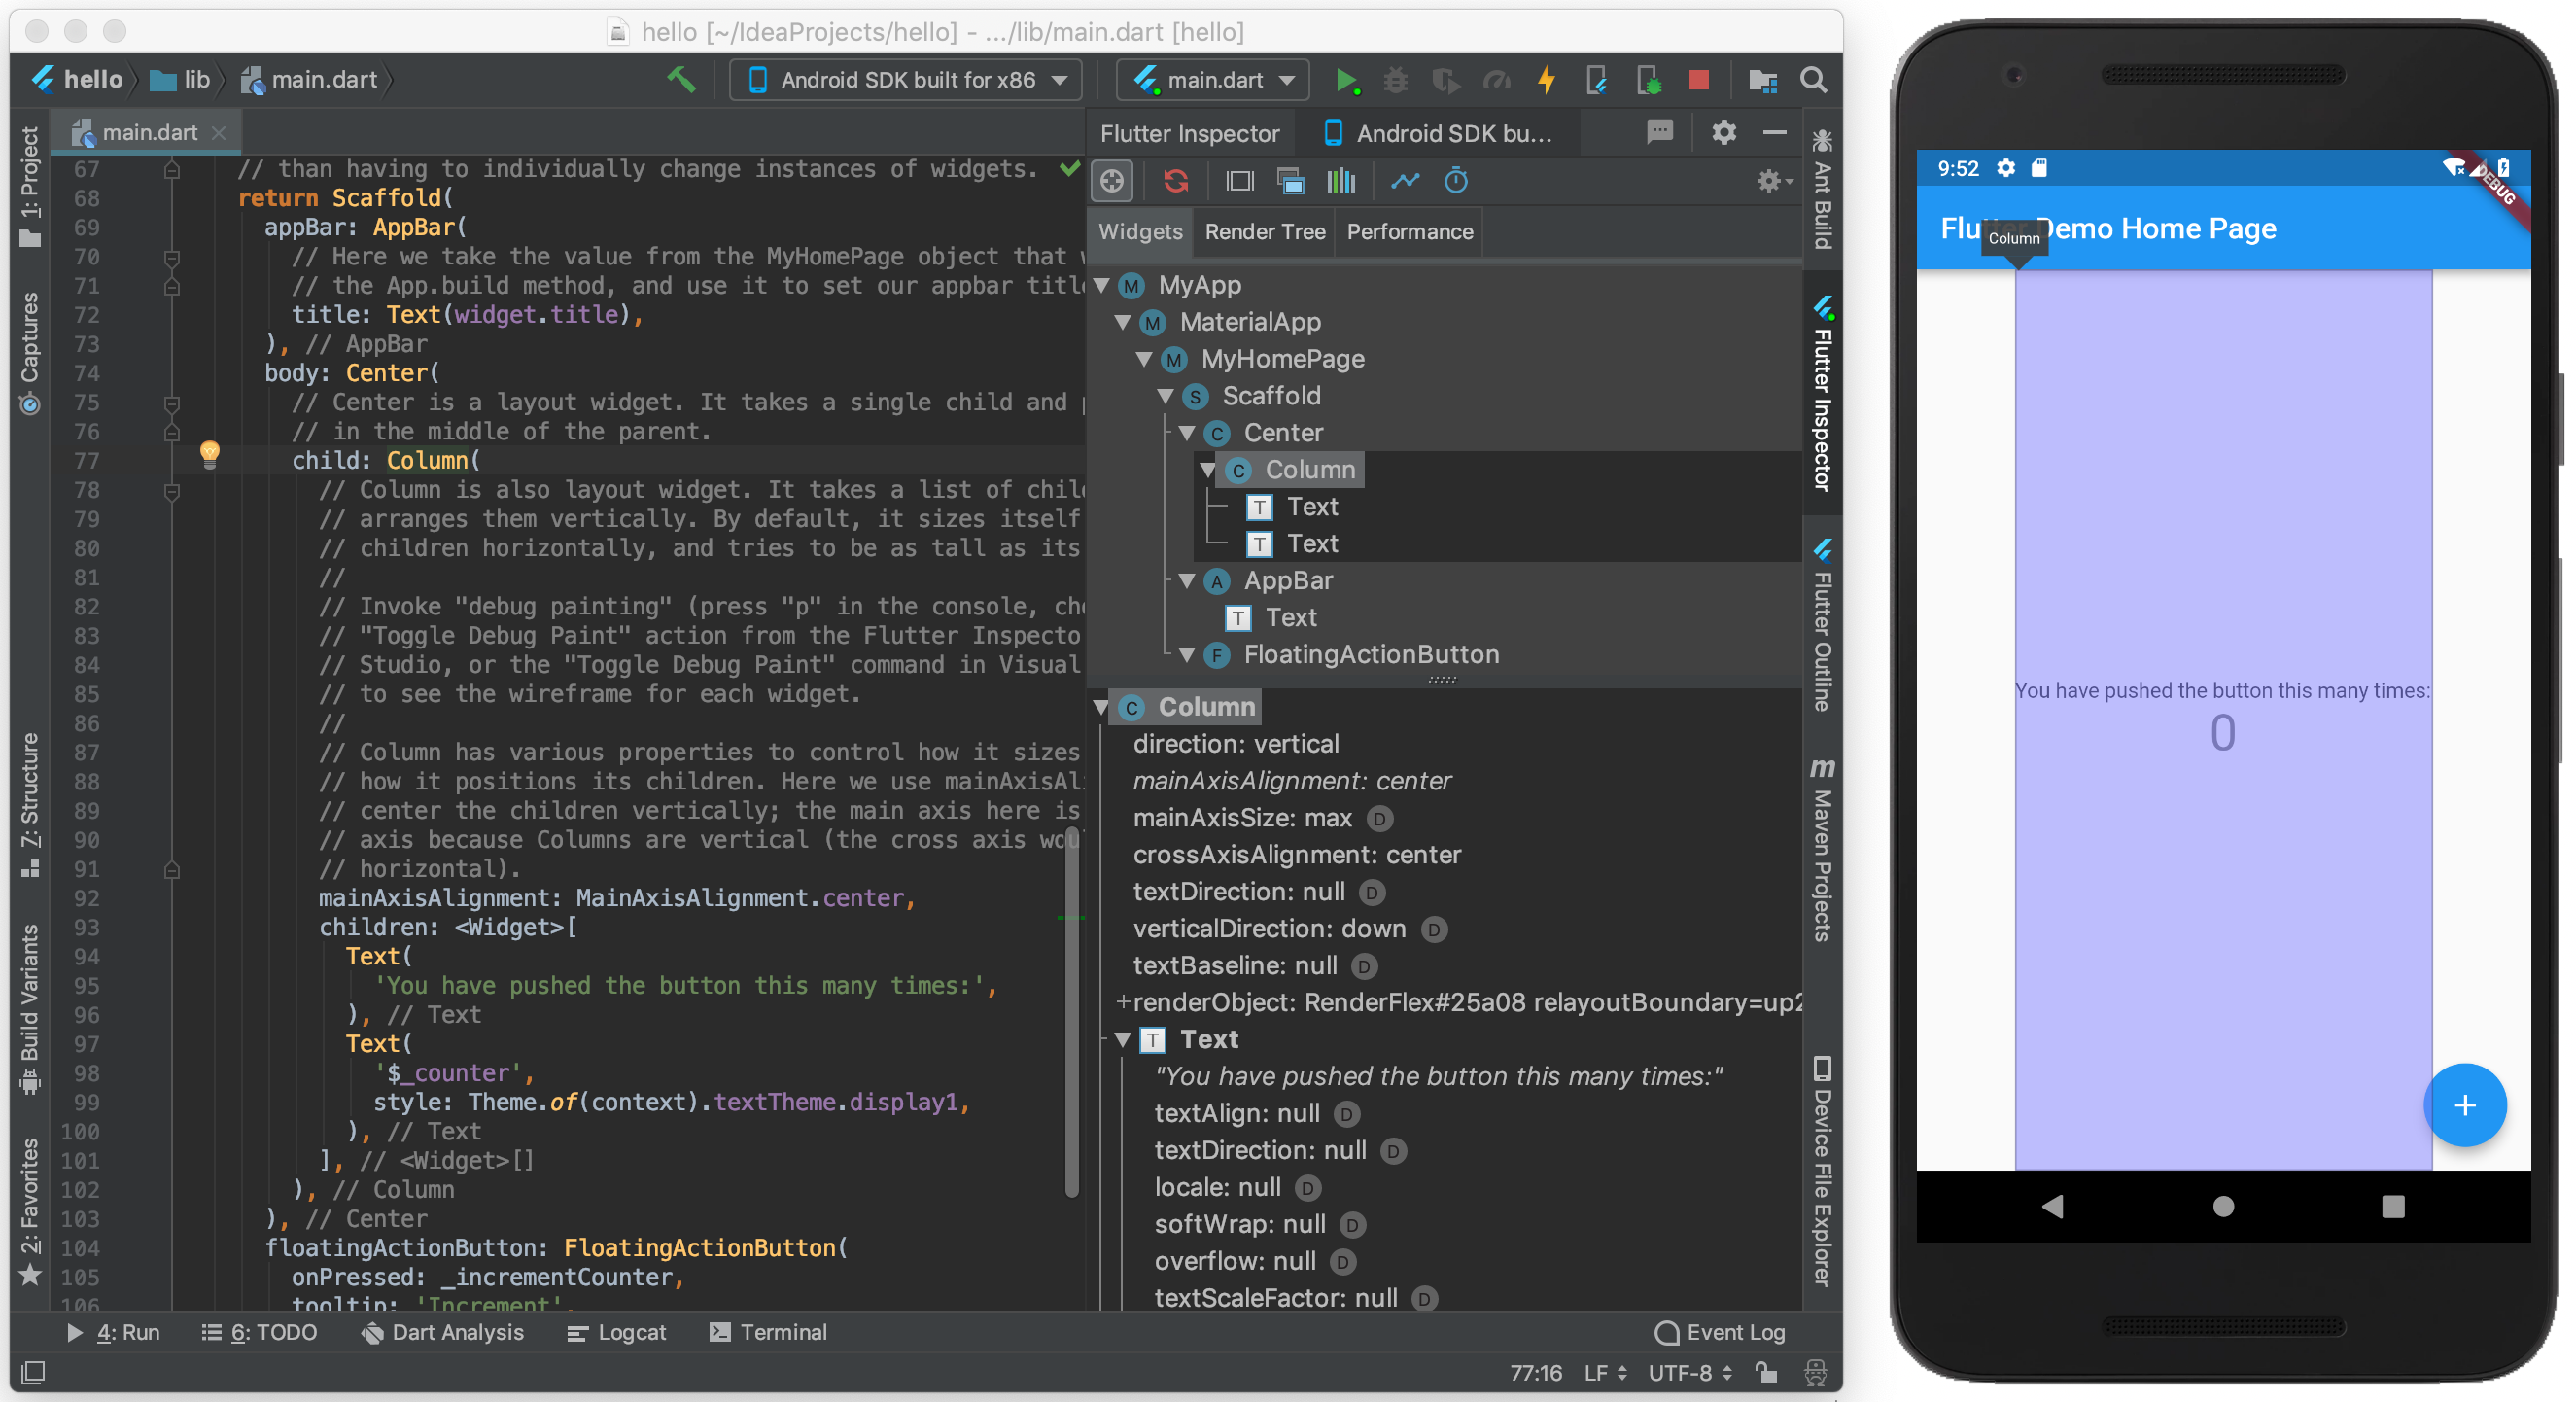 hello [~/IdeaProjects/hello] - .../lib/main.dart [hello]
hello lib main.dart
Android SDK built for x86
main.dart
main.dart
Flutter Inspector Android SDK bu...
Widgets Render Tree Performance
1: Project
Captures
7: Structure
Build Variants
2: Favorites
67 // than having to individually change instances of widgets.
68 return Scaffold(
69 appBar: AppBar(
70 // Here we take the value from the MyHomePage object that
71 // the App.build method, and use it to set our appbar titl
72 title: Text(widget.title),
73 ), // AppBar
74 body: Center(
75 // Center is a layout widget. It takes a single child and
76 // in the middle of the parent.
77 child: Column(
78 // Column is also layout widget. It takes a list of chil
79 // arranges them vertically. By default, it sizes itself
80 // children horizontally, and tries to be as tall as its
81 //
82 // Invoke "debug painting" (press "p" in the console, ch
83 // "Toggle Debug Paint" action from the Flutter Inspecto
84 // Studio, or the "Toggle Debug Paint" command in Visual
85 // to see the wireframe for each widget.
86 //
87 // Column has various properties to control how it sizes
88 // how it positions its children. Here we use mainAxisAl
89 // center the children vertically; the main axis here is
90 // axis because Columns are vertical (the cross axis wou
91 // horizontal).
92 mainAxisAlignment: MainAxisAlignment.center,
93 children: <Widget>[
94 Text(
95 'You have pushed the button this many times:',
96 ), // Text
97 Text(
98 '$_counter',
99 style: Theme.of(context).textTheme.display1,
100 ), // Text
101 ], // <Widget>[]
102 ), // Column
103 ), // Center
104 floatingActionButton: FloatingActionButton(
105 onPressed: _incrementCounter,
106 tooltip: 'Increment',
M MyApp
M MaterialApp
M MyHomePage
S Scaffold
C Center
C Column
T Text
T Text
A AppBar
T Text
F FloatingActionButton
C Column
direction: vertical
mainAxisAlignment: center
mainAxisSize: max D
crossAxisAlignment: center
textDirection: null D
verticalDirection: down D
textBaseline: null D
+renderObject: RenderFlex#25a08 relayoutBoundary=up2
T Text
"You have pushed the button this many times:"
textAlign: null D
textDirection: null D
locale: null D
softWrap: null D
overflow: null D
textScaleFactor: null D
Ant Build
Flutter Inspector
Flutter Outline
m Maven Projects
Device File Explorer
4: Run 6: TODO Dart Analysis Logcat Terminal Event Log
77:16 LF UTF-8
9:52
DEBUG
Flutter Demo Home Page
Column
You have pushed the button this many times:
0
+